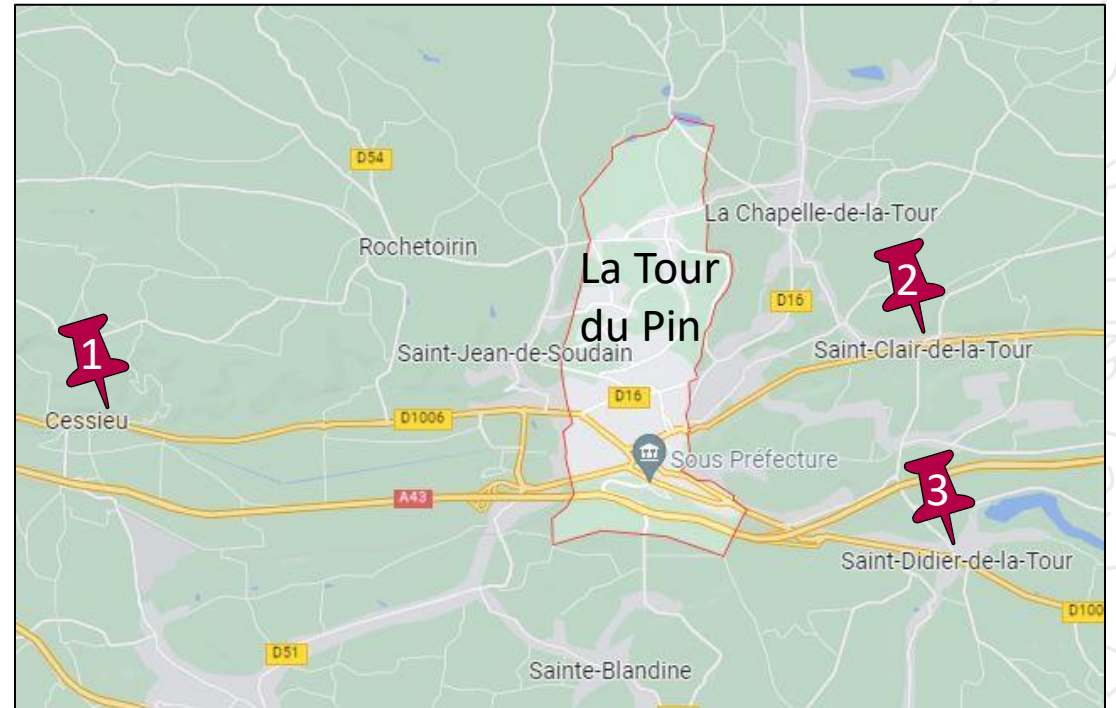 D54
La Chapelle-de-la-Tour
Rochetoirin
La Tour
du Pin
2
D16
1
Saint-Jean-de-Soudain
Saint-Clair-de-la-Tour
D16
Cessieu
D1006
Sous Préfecture
3
A43
Saint-Didier-de-la-Tour
D100
D51
Sainte-Blandine